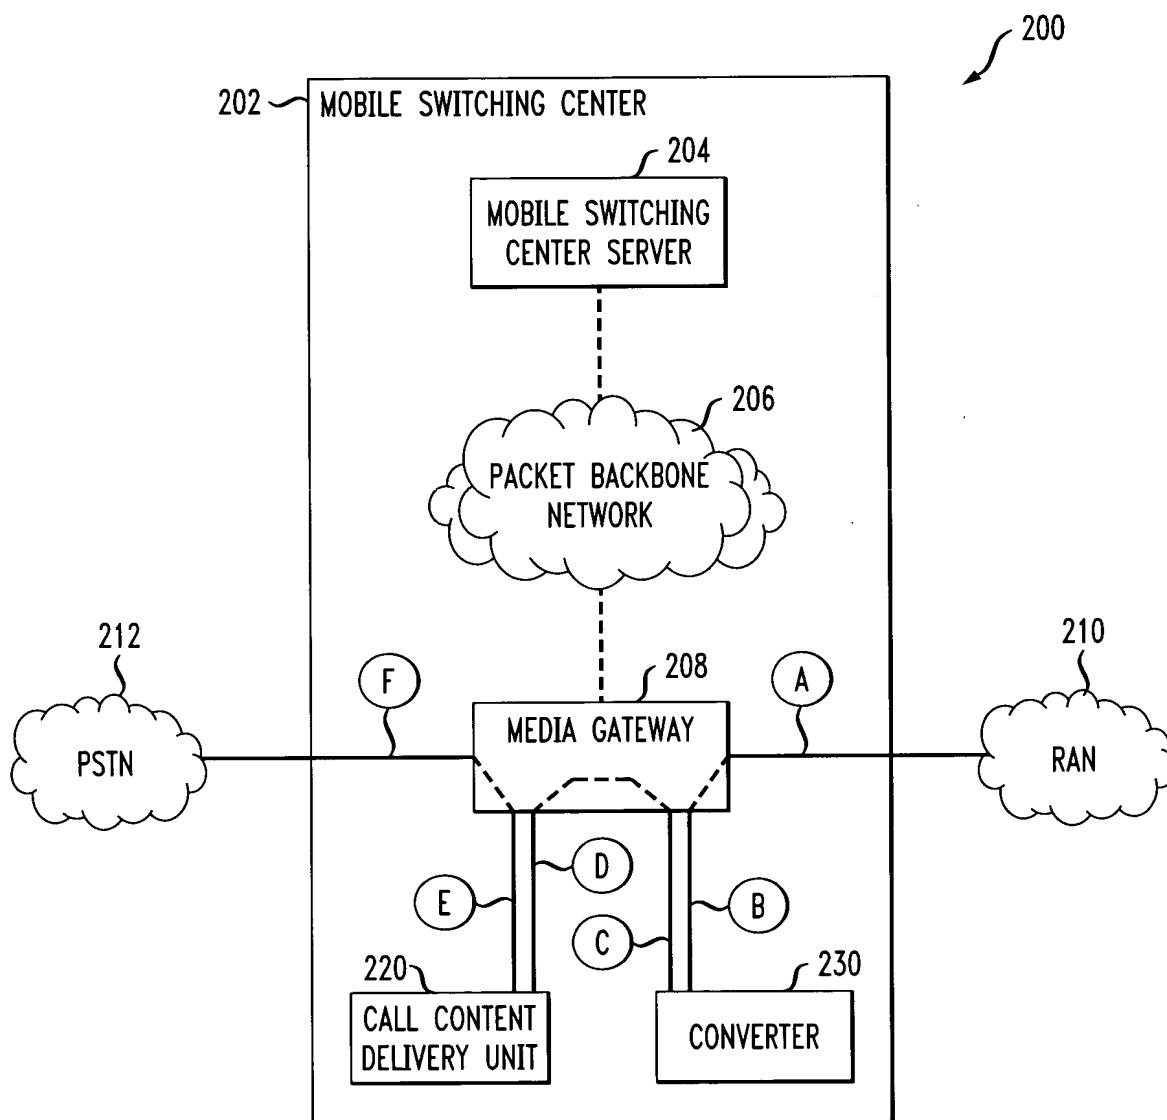 200
202
MOBILE SWITCHING CENTER
204
MOBILE SWITCHING
CENTER SERVER
206
PACKET BACKBONE
NETWORK
212
210
F
208
A
PSTN
MEDIA GATEWAY
RAN
D
E
B
C
220
230
CALL CONTENT
DELIVERY UNIT
CONVERTER